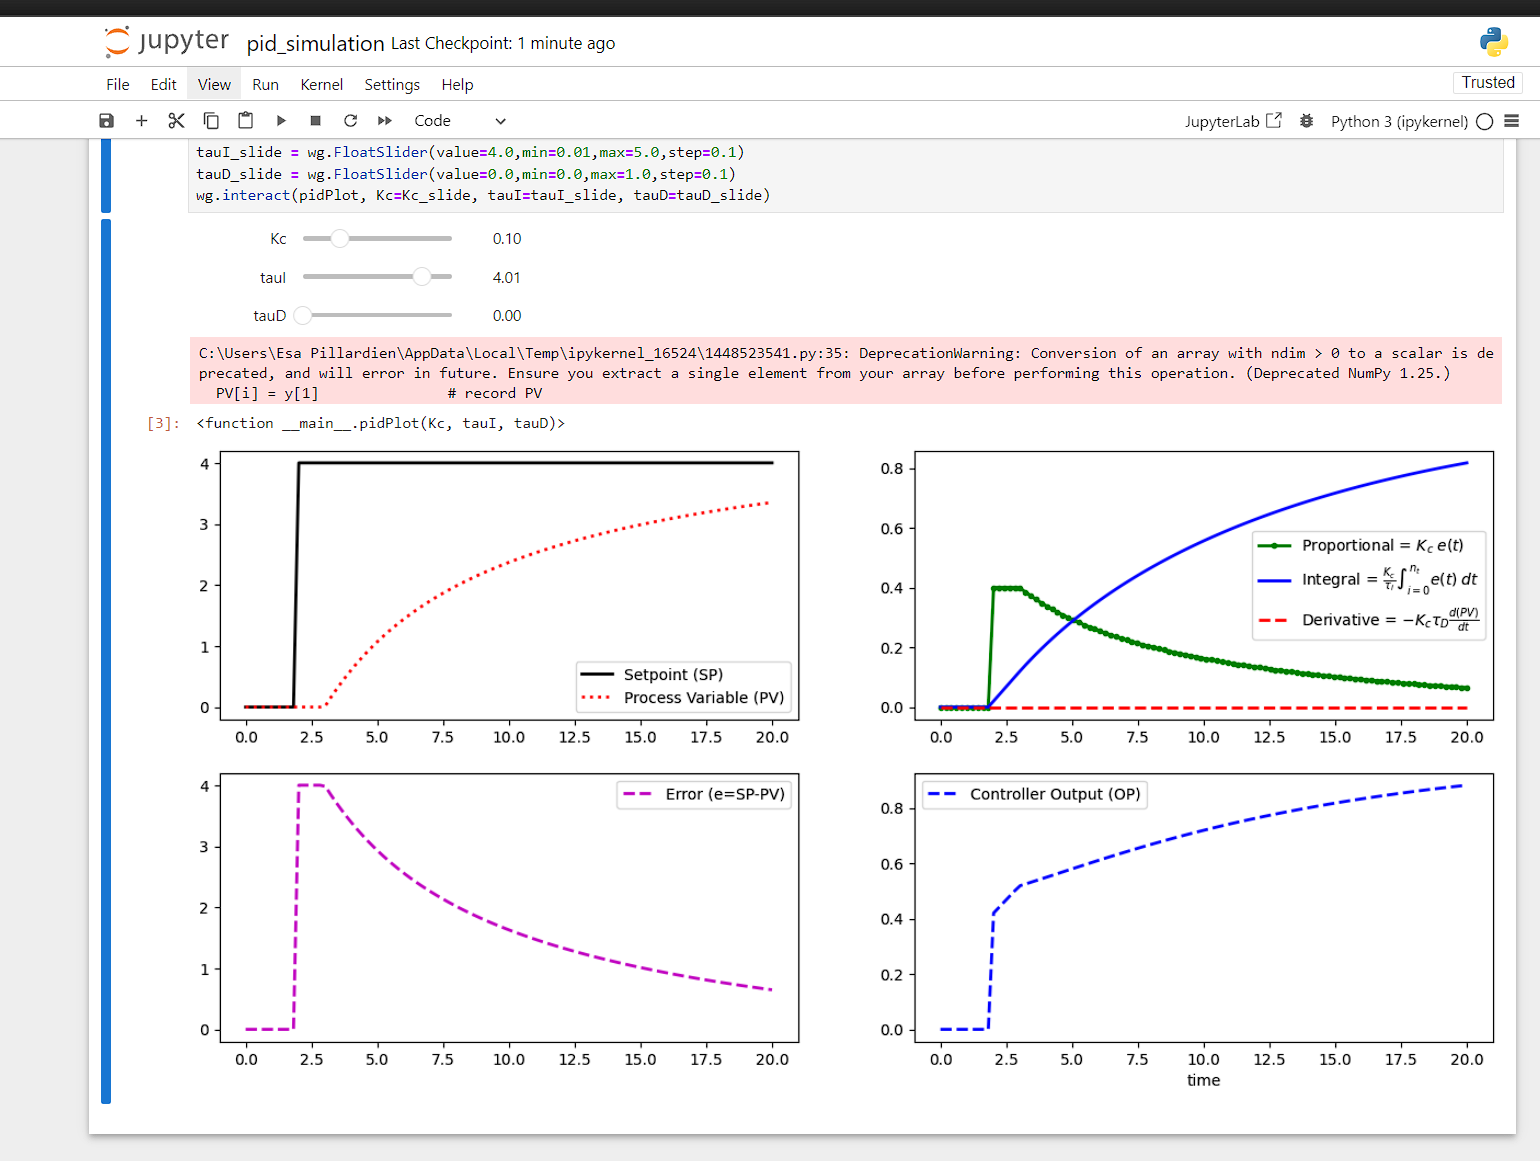 jupyter pid_simulation Last Checkpoint: 1 minute ago
File Edit View Run Kernel Settings Help
Trusted
Code
JupyterLab
Python 3 (ipykernel)
tauI_slide = wg.FloatSlider(value=4.0,min=0.01,max=5.0,step=0.1)
tauD_slide = wg.FloatSlider(value=0.0,min=0.0,max=1.0,step=0.1)
wg.interact(pidPlot, Kc=Kc_slide, tauI=tauI_slide, tauD=tauD_slide)
Kc 0.10
tauI 4.01
tauD 0.00
C:\Users\Esa Pillardien\AppData\Local\Temp\ipykernel_16524\1448523541.py:35: DeprecationWarning: Conversion of an array with ndim > 0 to a scalar is de
precated, and will error in future. Ensure you extract a single element from your array before performing this operation. (Deprecated NumPy 1.25.)
PV[i] = y[1] # record PV
[3]: <function __main__.pidPlot(Kc, tauI, tauD)>
4
3
2
1
0
Setpoint (SP)
Process Variable (PV)
0.0 2.5 5.0 7.5 10.0 12.5 15.0 17.5 20.0
0.8
0.6
0.4
0.2
0.0
Proportional = K_c e(t)
Integral = K_c/τ_I ∫_{i=0}^{n_t} e(t) dt
Derivative = −K_c τ_D d(PV)/dt
0.0 2.5 5.0 7.5 10.0 12.5 15.0 17.5 20.0
4
3
2
1
0
Error (e=SP-PV)
0.0 2.5 5.0 7.5 10.0 12.5 15.0 17.5 20.0
Controller Output (OP)
0.8
0.6
0.4
0.2
0.0
0.0 2.5 5.0 7.5 10.0 12.5 15.0 17.5 20.0
time